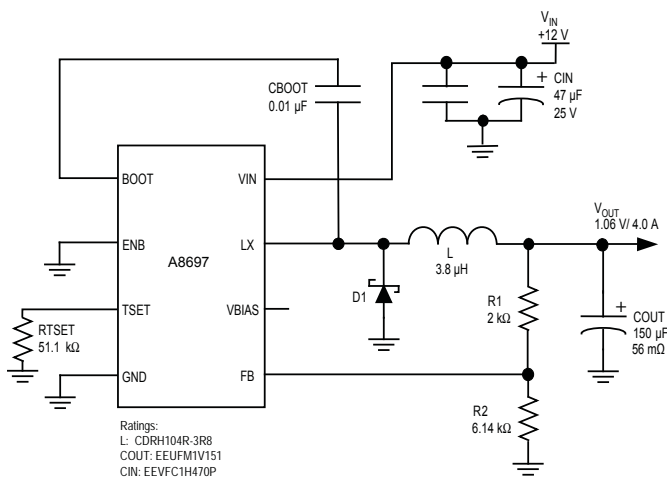 VIN
+12 V
CBOOT
0.01 µF
+
CIN
47 µF
25 V
BOOT
VIN
ENB
LX
A8697
TSET
VBIAS
GND
FB
RTSET
51.1 kΩ
D1
L
3.8 µH
VOUT
1.06 V/ 4.0 A
R1
2 kΩ
+
COUT
150 µF
56 mΩ
R2
6.14 kΩ
Ratings:
L: CDRH104R-3R8
COUT: EEUFM1V151
CIN: EEVFC1H470P